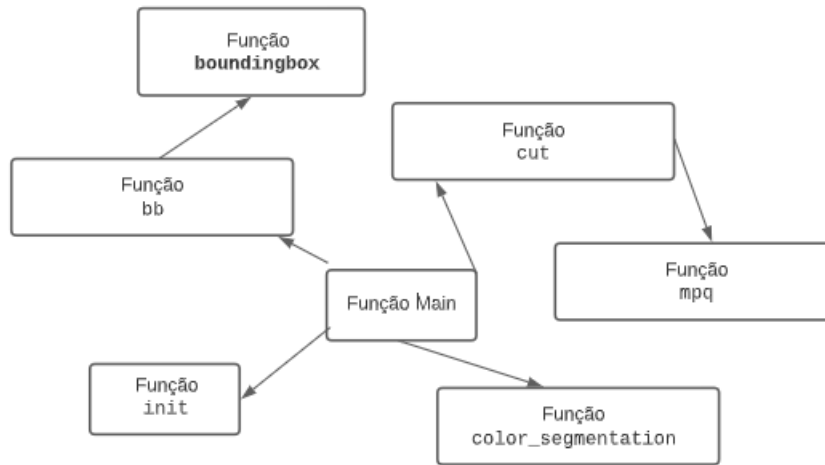 Função
boundingbox
Função
cut
Função
bb
Função
mpq
Função Main
Função
init
Função
color_segmentation